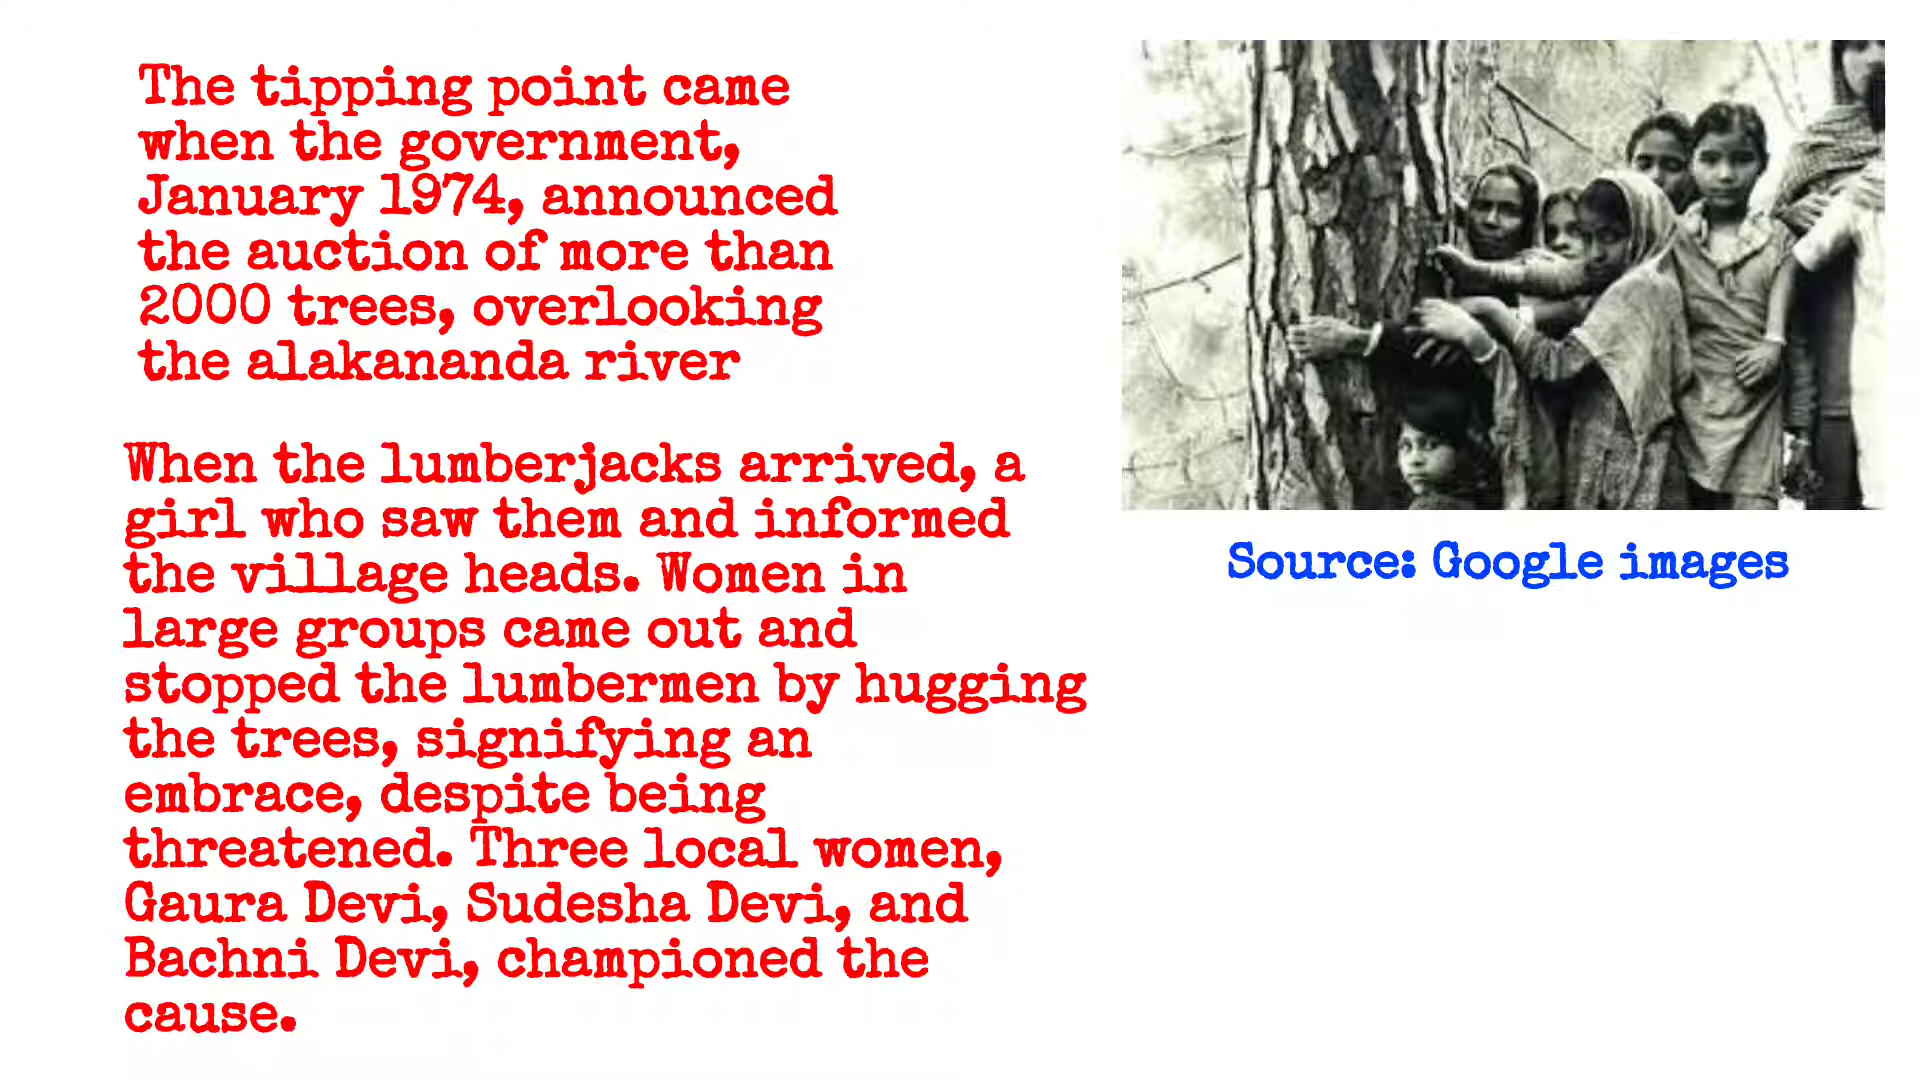 The tipping point came
when the government,
January 1974, announced
the auction of more than
2000 trees, overlooking
the alakananda river
When the lumberjacks arrived, a
girl who saw them and informed
the village heads. Women in
large groups came out and
stopped the lumbermen by hugging
the trees, signifying an
embrace, despite being
threatened. Three local women,
Gaura Devi, Sudesha Devi, and
Bachni Devi, championed the
cause.
Source: Google images